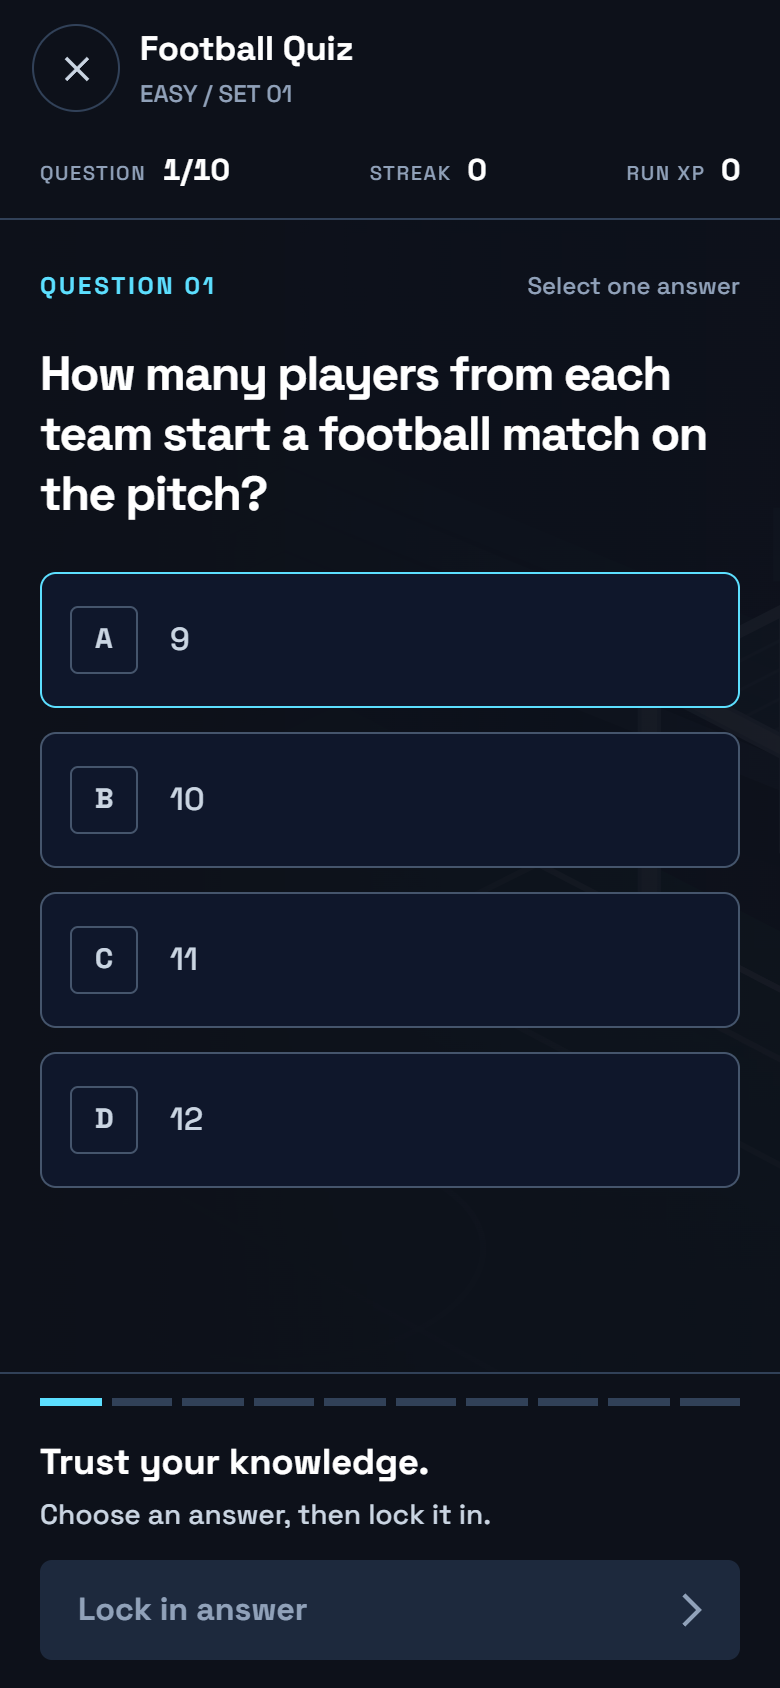 Football Quiz
EASY / SET 01
QUESTION 1/10 STREAK 0 RUN XP 0
QUESTION 01 Select one answer
How many players from each
team start a football match on
the pitch?
A 9
B 10
C 11
D 12
Trust your knowledge.
Choose an answer, then lock it in.
Lock in answer